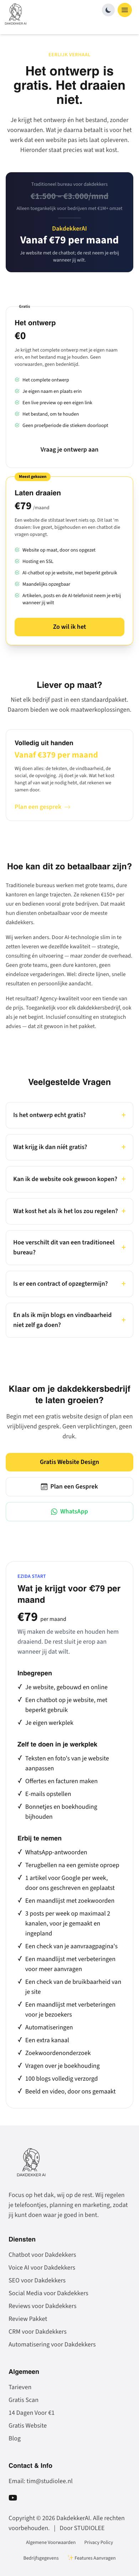 DAKDEKKER AI
EERLIJK VERHAAL
Het ontwerp is
gratis. Het draaien
niet.
Je krijgt het ontwerp én het bestand, zonder
voorwaarden. Wat je daarna betaalt is voor het
werk dat een website pas iets laat opleveren.
Hieronder staat precies wat wat kost.
Traditioneel bureau voor dakdekkers
€1.500 – €3.000/mnd
Alleen toegankelijk voor bedrijven met €2M+ omzet
DakdekkerAI
Vanaf €79 per maand
Je website met de chatbot, en drie taken neem je erbij
wanneer jij wilt.
Gratis
Het ontwerp
€0
Je krijgt het complete ontwerp met je eigen naam
erin, en het bestand mag je houden. Geen
voorwaarden, geen bedenktijd.
Het complete ontwerp
Je eigen naam en plaats erin
Een live preview op een eigen link
Het bestand, om te houden
Geen proefperiode die stiekem doorloopt
Vraag je ontwerp aan
Meest gekozen
Laten draaien
€79 /maand
Een website die stilstaat levert niets op. Dit laat 'm
draaien: live gezet, bijgehouden en een chatbot die
vragen opvangt.
Website op maat, door ons opgezet
Hosting en SSL
AI-chatbot op je website, met beperkt gebruik
Maandelijks opzegbaar
Artikelen, posts en de AI-telefonist neem je erbij
wanneer jij wilt
Zo wil ik het
Liever op maat?
Niet elk bedrijf past in een standaardpakket.
Daarom bieden we ook maatwerkoplossingen.
Volledig uit handen
Vanaf €379 per maand
Wij doen alles: de teksten, de vindbaarheid, de
social, de opvolging. Jij dakt je vak. Wat het kost
hangt af van wat je nodig hebt, dat rekenen we
samen door.
Plan een gesprek →
Hoe kan dit zo betaalbaar zijn?
Traditionele bureaus werken met grote teams, dure
kantoren en lange trajecten. Ze rekenen €150+ per
uur en bedienen vooral grote bedrijven. Dat maakt
hun diensten onbetaalbaar voor de meeste
dakdekkers.
Wij werken anders. Door AI-technologie slim in te
zetten leveren we dezelfde kwaliteit — strategie,
consulting én uitvoering — maar zonder de overhead.
Geen grote teams, geen dure kantoren, geen
eindeloze vergaderingen. Wel: directe lijnen, snelle
resultaten en persoonlijke aandacht.
Het resultaat? Agency-kwaliteit voor een tiende van
de prijs. Toegankelijk voor elk dakdekkersbedrijf, ook
als je net begint. Inclusief consulting en strategisch
advies — dat zit gewoon in het pakket.
Veelgestelde Vragen
Is het ontwerp echt gratis? +
Wat krijg ik dan niét gratis? +
Kan ik de website ook gewoon kopen? +
Wat kost het als ik het los zou regelen? +
Hoe verschilt dit van een traditioneel
bureau? +
Is er een contract of opzegtermijn? +
En als ik mijn blogs en vindbaarheid
niet zelf ga doen? +
Klaar om je dakdekkersbedrijf
te laten groeien?
Begin met een gratis website design of plan een
vrijblijvend gesprek. Geen verplichtingen, geen
druk.
Gratis Website Design
Plan een Gesprek
WhatsApp
EZIDA START
Wat je krijgt voor €79 per
maand
€79 per maand
Wij maken de website en houden hem
draaiend. De rest sluit je erop aan
wanneer jij dat wilt.
Inbegrepen
✓ Je website, gebouwd en online
✓ Een chatbot op je website, met
beperkt gebruik
✓ Je eigen werkplek
Zelf te doen in je werkplek
✓ Teksten en foto's van je website
aanpassen
✓ Offertes en facturen maken
✓ E-mails opstellen
✓ Bonnetjes en boekhouding
bijhouden
Erbij te nemen
✓ WhatsApp-antwoorden
✓ Terugbellen na een gemiste oproep
✓ 1 artikel voor Google per week,
door ons geschreven en geplaatst
✓ Een maandlijst met zoekwoorden
✓ 3 posts per week op maximaal 2
kanalen, voor je gemaakt en
ingepland
✓ Een check van je aanvraagpagina's
✓ Een maandlijst met verbeteringen
voor je website
✓ Een check van de bruikbaarheid van
je site
✓ Een maandlijst met verbeteringen
voor je bezoekers
✓ Automatiseringen
✓ Een extra kanaal
✓ Zoekwoordenonderzoek
✓ Vragen over je boekhouding
✓ 100 blogs volledig verzorgd
✓ Beeld en video, door ons gemaakt
DAKDEKKER AI
Focus op het dak, wij op de rest. Wij regelen
je telefoontjes, planning en marketing, zodat
jij kunt doen waar je goed in bent.
Diensten
Chatbot voor Dakdekkers
Voice AI voor Dakdekkers
SEO voor Dakdekkers
Social Media voor Dakdekkers
Reviews voor Dakdekkers
Review Pakket
CRM voor Dakdekkers
Automatisering voor Dakdekkers
Algemeen
Tarieven
Gratis Scan
14 Dagen Voor €1
Gratis Website
Blog
Contact & Info
Email: tim@studiolee.nl
Copyright © 2026 DakdekkerAI. Alle rechten
voorbehouden. | Door STUDIOLEE
Algemene Voorwaarden Privacy Policy
Bedrijfsgegevens ✨ Features Aanvragen